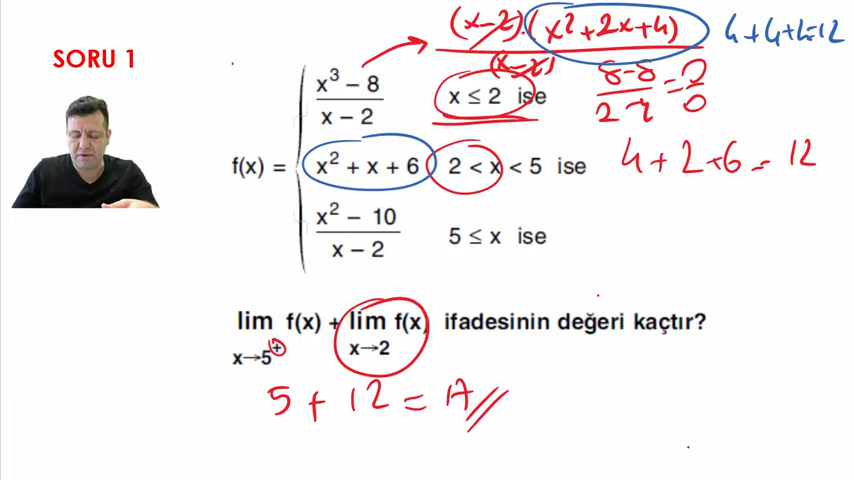 SORU 1
(x-2).(x²+2x+4)
(x-2)
4+4+4=12
x³ – 8
x – 2
x ≤ 2 ise
8-8
2-2
=
0
0
f(x) =
x² + x + 6
2 < x < 5 ise
4+2+6=12
x² – 10
x – 2
5 ≤ x ise
lim f(x) + lim f(x) ifadesinin değeri kaçtır?
x→5⁺ x→2
5+12=17